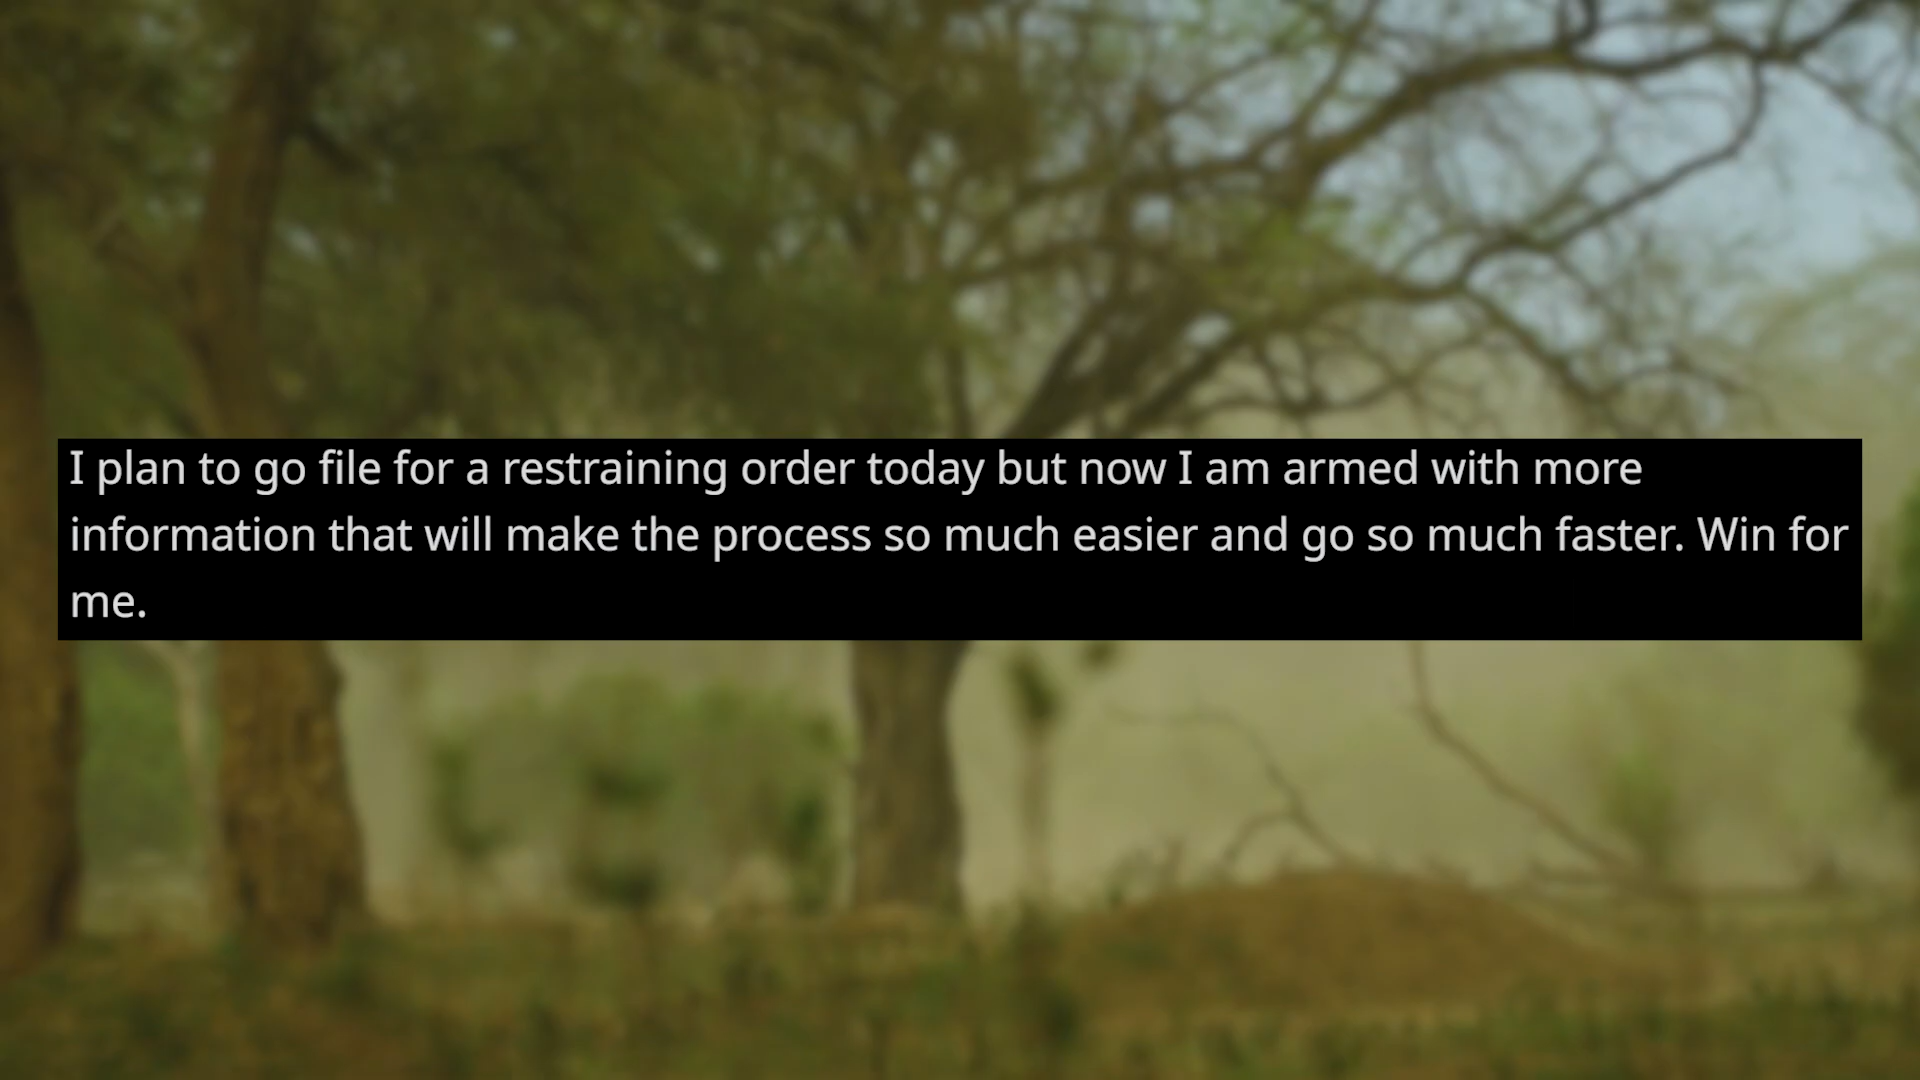 I plan to go file for a restraining order today but now I am armed with more
information that will make the process so much easier and go so much faster. Win for
me.